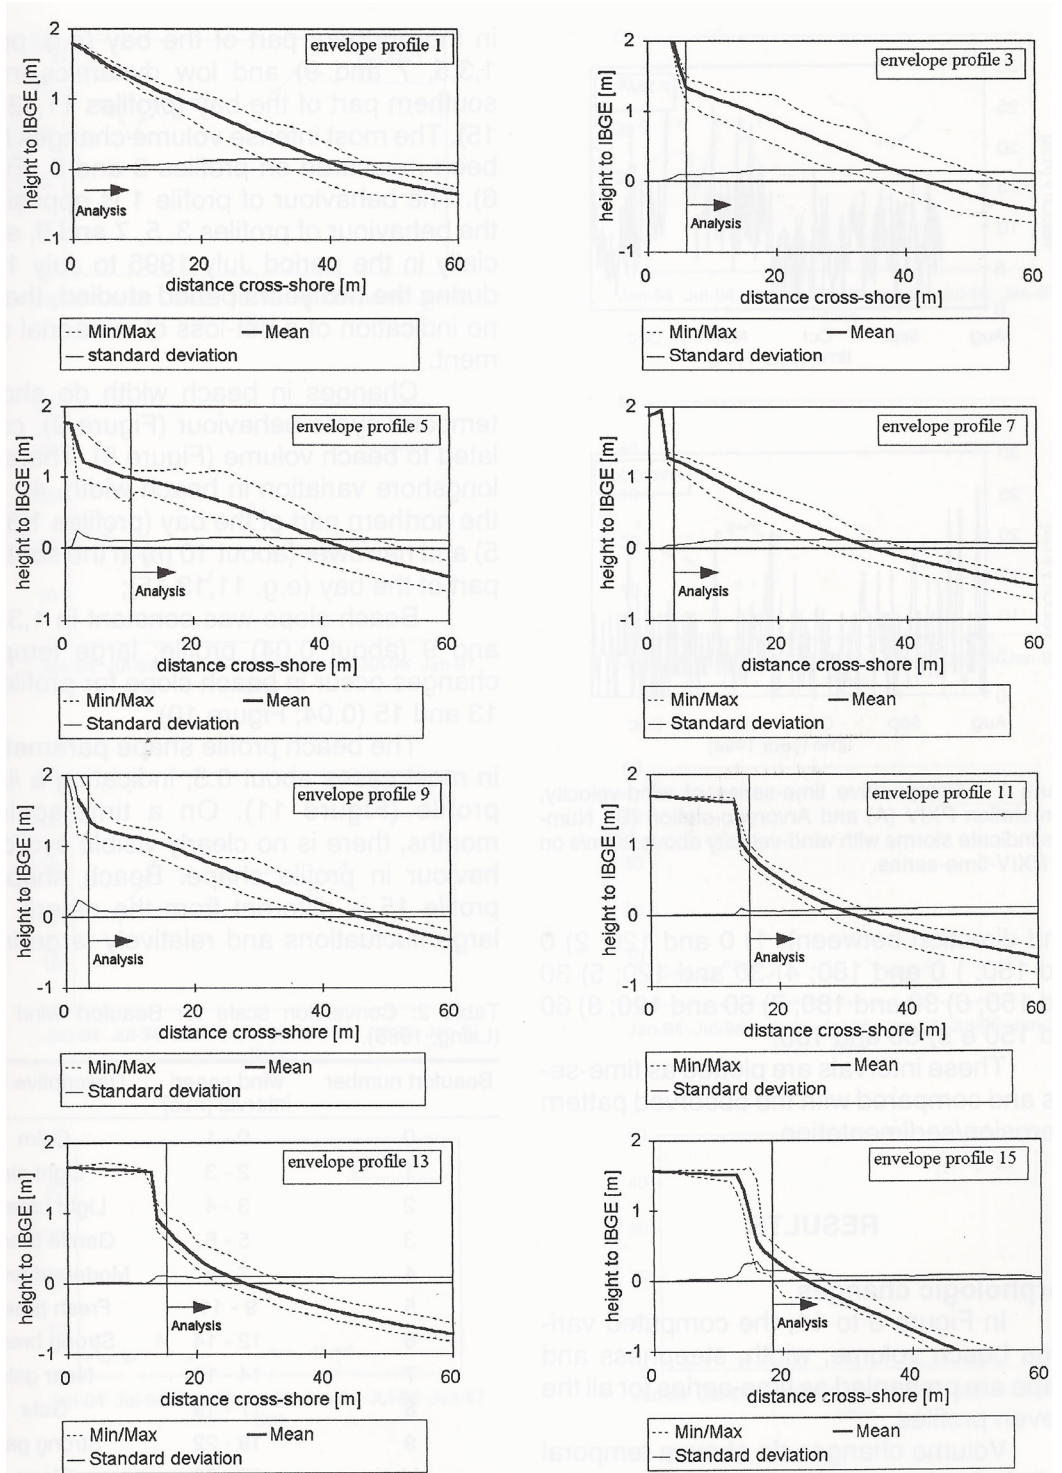 envelope profile 1
height to IBGE [m]
2
1
0
-1
Analysis
0 20 40 60
distance cross-shore [m]
Min/Max Mean
standard deviation
envelope profile 3
height to IBGE [m]
2
1
0
-1
Analysis
0 20 40 60
distance cross-shore [m]
Min/Max Mean
Standard deviation
envelope profile 5
height to IBGE [m]
2
1
0
-1
Analysis
0 20 40 60
distance cross-shore [m]
Min/Max Mean
Standard deviation
envelope profile 7
height to IBGE [m]
2
1
0
-1
Analysis
0 20 40 60
distance cross-shore [m]
Min/Max Mean
Standard deviation
envelope profile 9
height to IBGE [m]
2
1
0
-1
Analysis
0 20 40 60
distance cross-shore [m]
Min/Max Mean
Standard deviation
envelope profile 11
height to IBGE [m]
2
1
0
-1
Analysis
0 20 40 60
distance cross-shore [m]
Min/Max Mean
Standard deviation
envelope profile 13
height to IBGE [m]
2
1
0
-1
Analysis
0 20 40 60
distance cross-shore [m]
Min/Max Mean
Standard deviation
envelope profile 15
height to IBGE [m]
2
1
0
-1
Analysis
0 20 40 60
distance cross-shore [m]
Min/Max Mean
Standard deviation